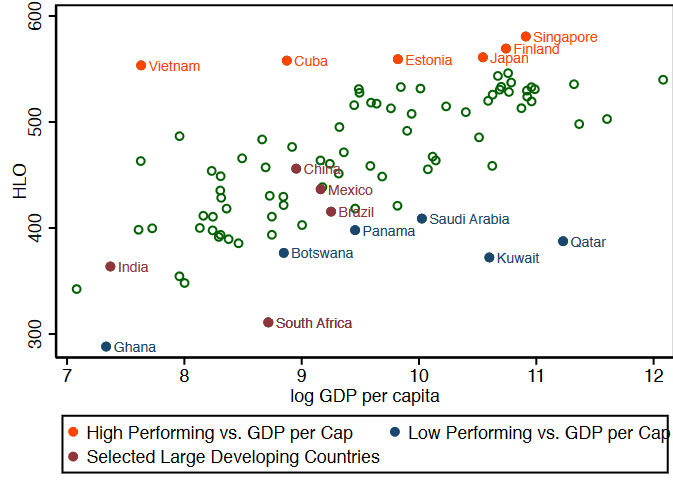 600
Singapore
Finland
Japan
Estonia
Cuba
Vietnam
500
HLO
China
Mexico
Brazil
Saudi Arabia
400
Panama
Qatar
Botswana
Kuwait
India
South Africa
300
Ghana
7 8 9 10 11 12
log GDP per capita
High Performing vs. GDP per Cap
Low Performing vs. GDP per Cap
Selected Large Developing Countries